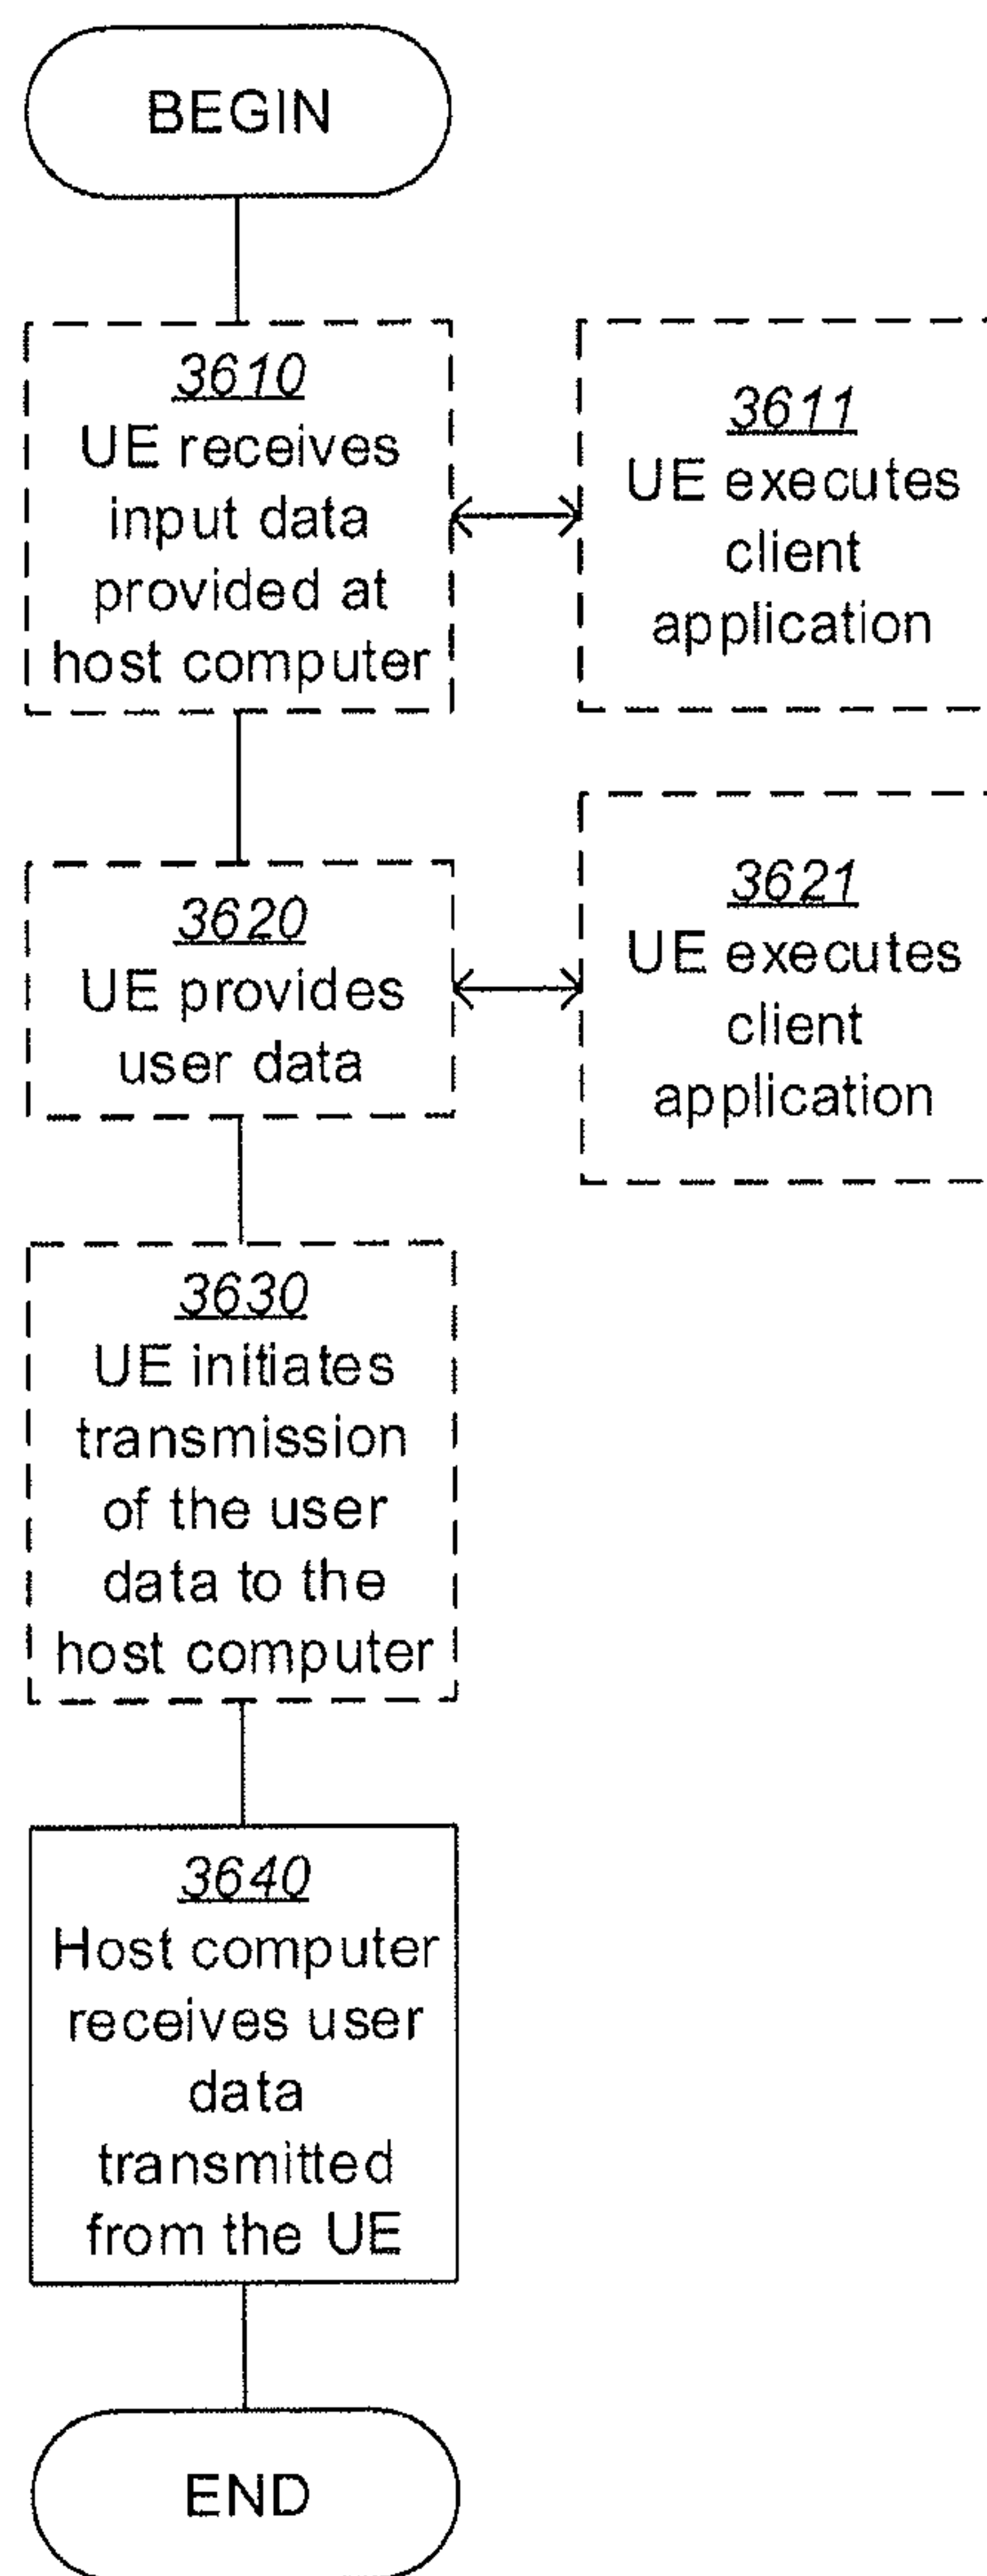 BEGIN
3610
UE receives
input data
provided at
host computer
3611
UE executes
client
application
3620
UE provides
user data
3621
UE executes
client
application
3630
UE initiates
transmission
of the user
data to the
host computer
3640
Host computer
receives user
data
transmitted
from the UE
END